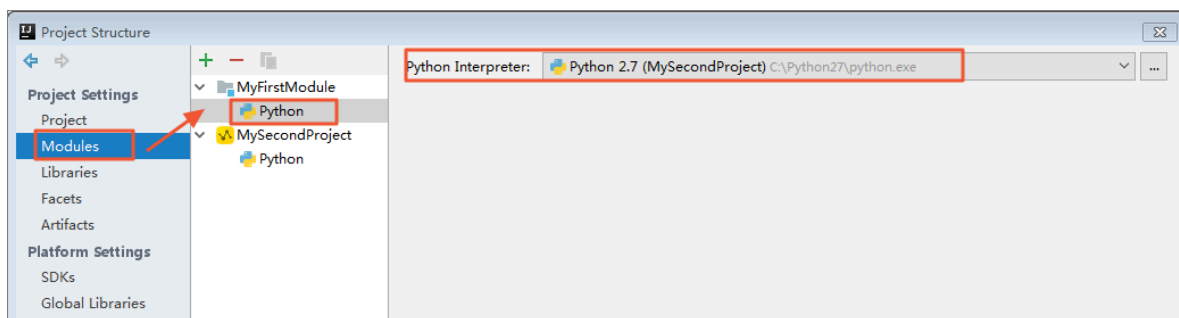 Project Structure
Project Settings
Project
Modules
Libraries
Facets
Artifacts
Platform Settings
SDKs
Global Libraries
MyFirstModule
Python
MySecondProject
Python
Python Interpreter: Python 2.7 (MySecondProject) C:\Python27\python.exe
...